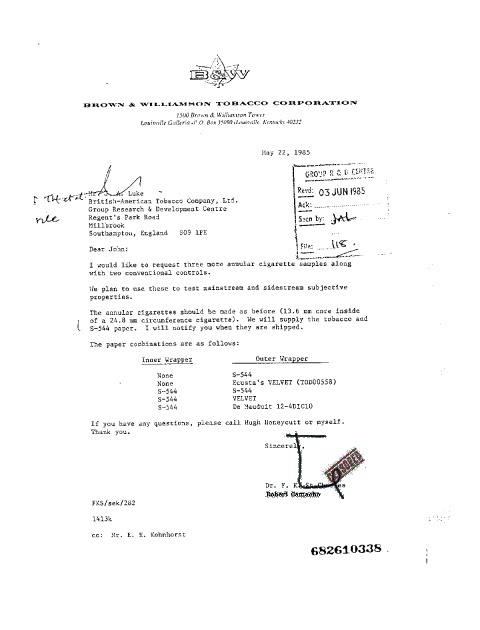 B&W
BROWN & WILLIAMSON TOBACCO CORPORATION
1500 Brown & Williamson Tower
Louisville Galleria • P.O. Box 35090 • Louisville, Kentucky 40232
May 22, 1985
GROUP R & D CENTRE
Recd: 03 JUN 1985
Ack:
Seen by: JAL
File: 118.
Luke
British-American Tobacco Company, Ltd.
Group Research & Development Centre
Regent's Park Road
Millbrook
Southampton, England SO9 1PE
Dear John:
I would like to request three more annular cigarette samples along
with two conventional controls.
We plan to use these to test mainstream and sidestream subjective
properties.
The annular cigarettes should be made as before (13.6 mm core inside
of a 24.8 mm circumference cigarette). We will supply the tobacco and
S-544 paper. I will notify you when they are shipped.
The paper combinations are as follows:
Inner Wrapper Outer Wrapper
None S-544
None Ecusta's VELVET (TOD00558)
S-544 S-544
S-544 VELVET
S-544 De Mauduit 12-4DIC10
If you have any questions, please call Hugh Honeycutt or myself.
Thank you.
Sincerely,
Dr. F.
FKS/sek/282
1413k
cc: Mr. E. E. Kohnhorst
682610338